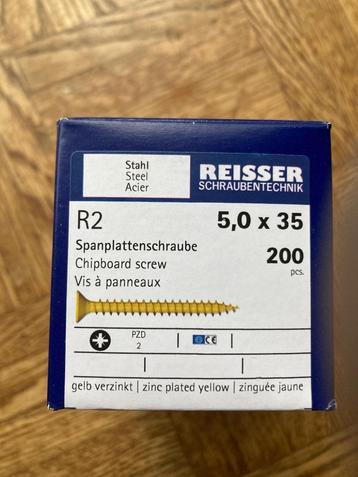 Stahl
Steel
Acier
REISSER
SCHRAUBENTECHNIK
R2
5,0 x 35
Spanplattenschraube
Chipboard screw
Vis à panneaux
200
pcs.
PZD
2
CE
gelb verzinkt | zinc plated yellow | zinguée jaune